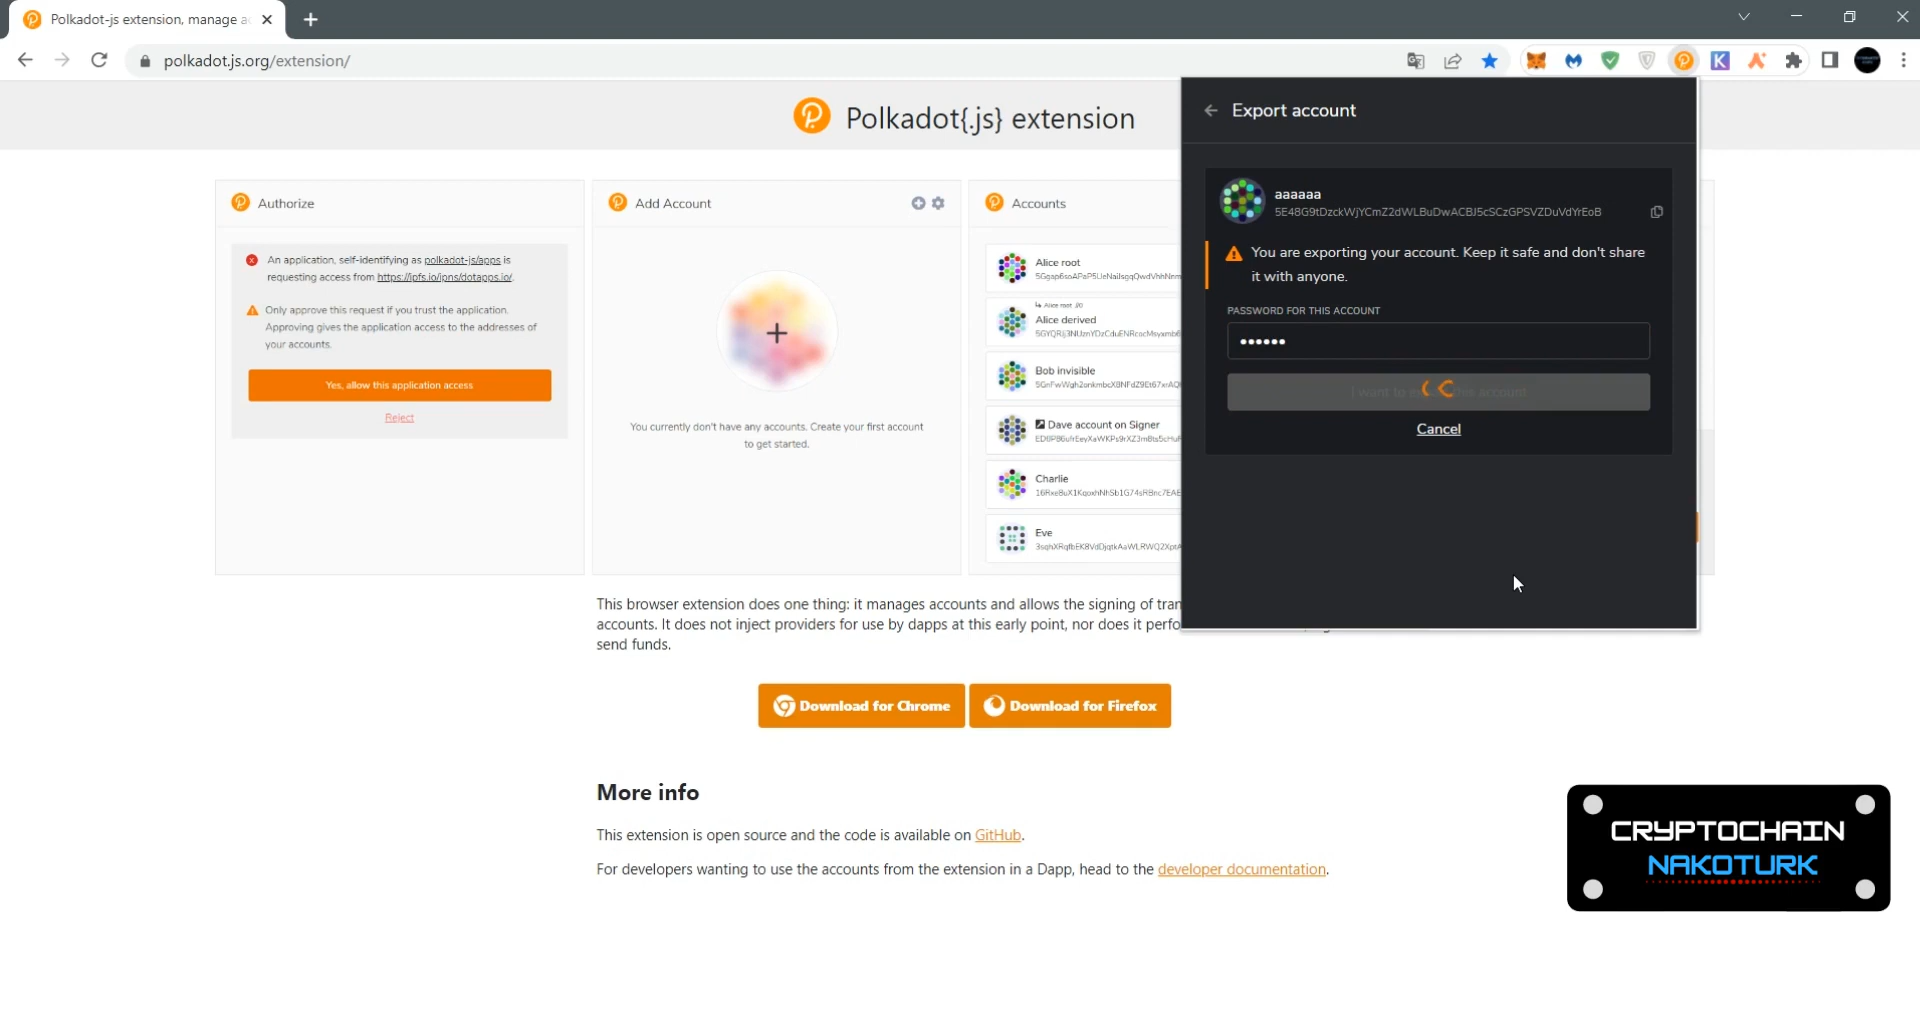 Polkadot-js extension, manage a
polkadot.js.org/extension/
Polkadot{.js} extension
Authorize
An application, self-identifying as polkadot-js/apps is
requesting access from https://ipfs.io/ipns/dotapps.io/.
Only approve this request if you trust the application.
Approving gives the application access to the addresses of
your accounts.
Yes, allow this application access
Reject
Add Account
You currently don't have any accounts. Create your first account
to get started.
Accounts
Alice root
Alice root //0
Alice derived
Bob invisible
Dave account on Signer
Charlie
Eve
Export account
aaaaaa
5E48G9tDzckWjYCmZ2dWLBuDwACBJ5cSCzGPSVZDuVdYrEoB
You are exporting your account. Keep it safe and don't share
it with anyone.
PASSWORD FOR THIS ACCOUNT
I want to export this account
Cancel
This browser extension does one thing: it manages accounts and allows the signing of tran
accounts. It does not inject providers for use by dapps at this early point, nor does it perfo
send funds.
Download for Chrome
Download for Firefox
More info
This extension is open source and the code is available on GitHub.
For developers wanting to use the accounts from the extension in a Dapp, head to the developer documentation.
CRYPTOCHAIN
NAKOTURK